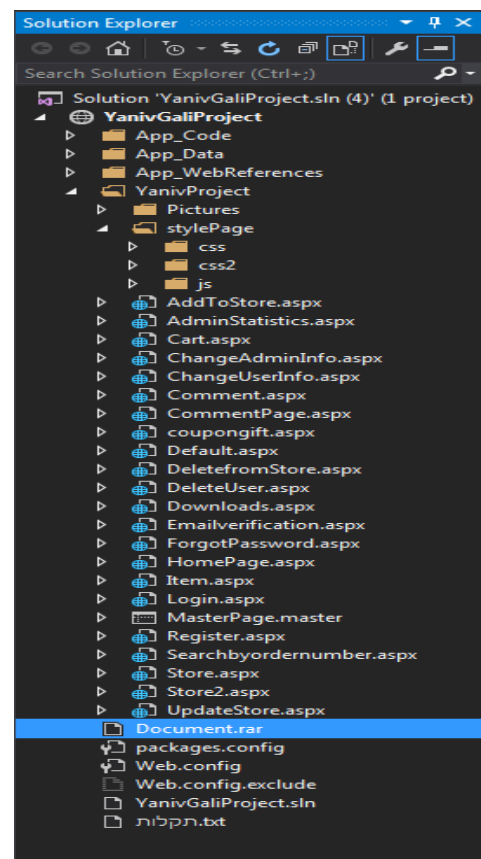 Solution Explorer
Search Solution Explorer (Ctrl+;)
Solution 'YanivGaliProject.sln (4)' (1 project)
YanivGaliProject
App_Code
App_Data
App_WebReferences
YanivProject
Pictures
stylePage
css
css2
js
AddToStore.aspx
AdminStatistics.aspx
Cart.aspx
ChangeAdminInfo.aspx
ChangeUserInfo.aspx
Comment.aspx
CommentPage.aspx
coupongift.aspx
Default.aspx
DeletefromStore.aspx
DeleteUser.aspx
Downloads.aspx
Emailverification.aspx
ForgotPassword.aspx
HomePage.aspx
Item.aspx
Login.aspx
MasterPage.master
Register.aspx
Searchbyordernumber.aspx
Store.aspx
Store2.aspx
UpdateStore.aspx
Document.rar
packages.config
Web.config
Web.config.exclude
YanivGaliProject.sln
תקלות.txt